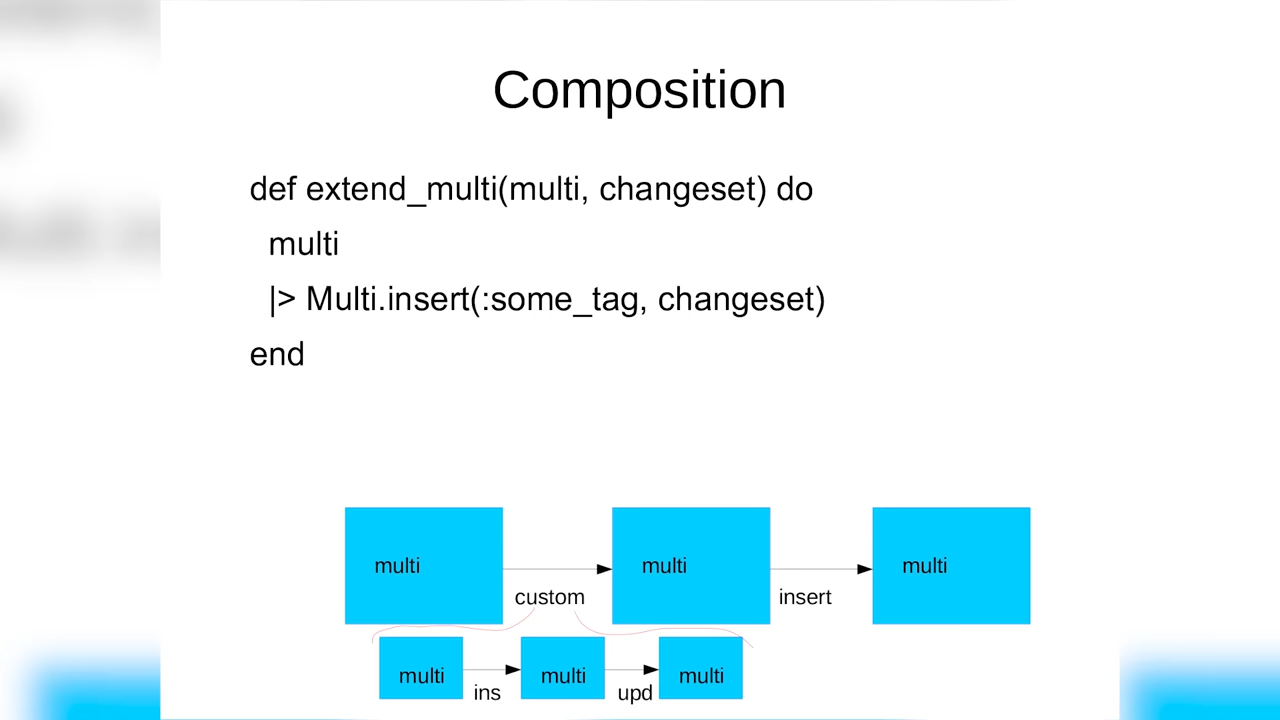 Composition
def extend_multi(multi, changeset) do
multi
|> Multi.insert(:some_tag, changeset)
end
multi
multi
multi
custom
insert
multi
multi
multi
ins
upd